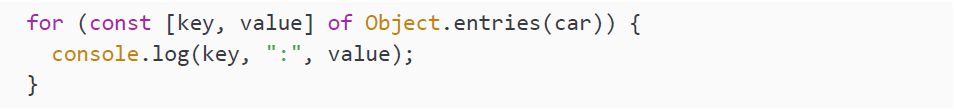 for (const [key, value] of Object.entries(car)) {
  console.log(key, ":", value);
}